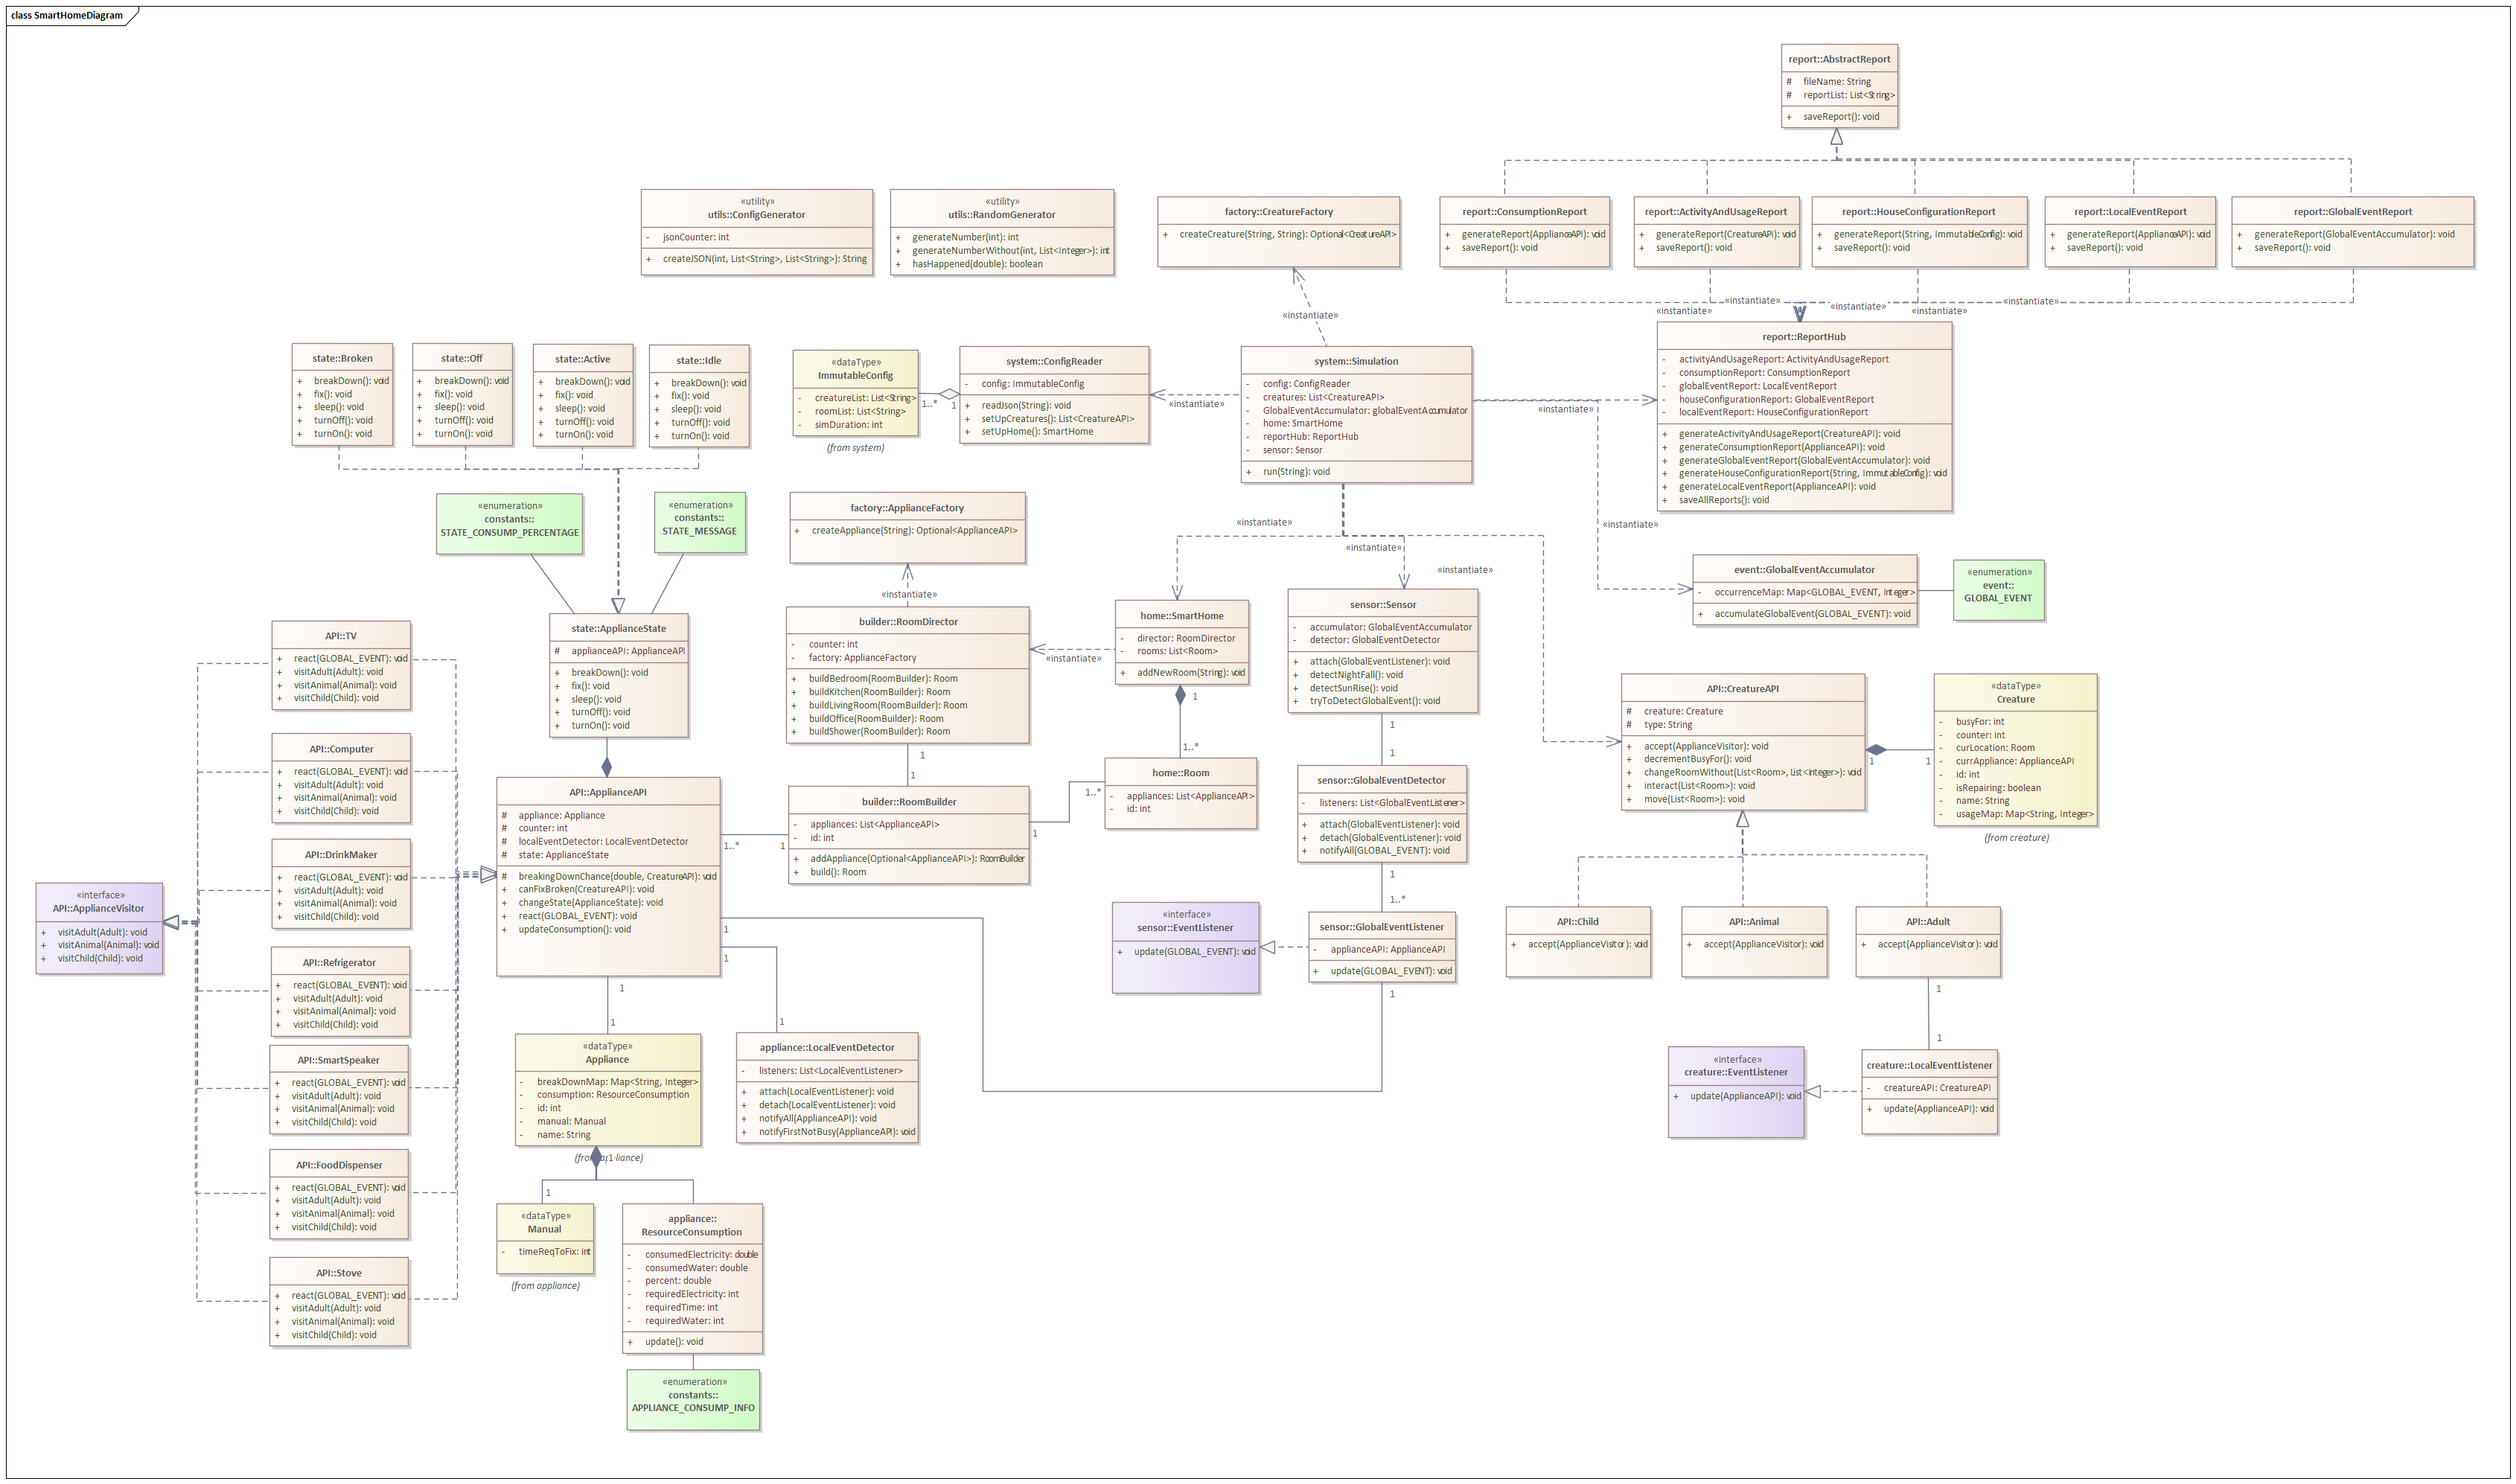 class SmartHomeDiagram
report::AbstractReport
# fileName: String
# reportList: List<String>
+ saveReport(): void
«utility»
utils::ConfigGenerator
- jsonCounter: int
+ createJSON(int, List<String>, List<String>): String
«utility»
utils::RandomGenerator
+ generateNumber(int): int
+ generateNumberWithout(int, List<Integer>): int
+ hasHappened(double): boolean
factory::CreatureFactory
+ createCreature(String, String): Optional<CreatureAPI>
report::ConsumptionReport
+ generateReport(ApplianceAPI): void
+ saveReport(): void
report::ActivityAndUsageReport
+ generateReport(CreatureAPI): void
+ saveReport(): void
report::HouseConfigurationReport
+ generateReport(String, ImmutableConfig): void
+ saveReport(): void
report::LocalEventReport
+ generateReport(ApplianceAPI): void
+ saveReport(): void
report::GlobalEventReport
+ generateReport(GlobalEventAccumulator): void
+ saveReport(): void
«instantiate»
«instantiate»
«instantiate»
«instantiate»
«instantiate»
«instantiate»
report::ReportHub
- activityAndUsageReport: ActivityAndUsageReport
- consumptionReport: ConsumptionReport
- globalEventReport: LocalEventReport
- houseConfigurationReport: GlobalEventReport
- localEventReport: HouseConfigurationReport
+ generateActivityAndUsageReport(CreatureAPI): void
+ generateConsumptionReport(ApplianceAPI): void
+ generateGlobalEventReport(GlobalEventAccumulator): void
+ generateHouseConfigurationReport(String, ImmutableConfig): void
+ generateLocalEventReport(ApplianceAPI): void
+ saveAllReports(): void
state::Broken
+ breakDown(): void
+ fix(): void
+ sleep(): void
+ turnOff(): void
+ turnOn(): void
state::Off
+ breakDown(): void
+ fix(): void
+ sleep(): void
+ turnOff(): void
+ turnOn(): void
state::Active
+ breakDown(): void
+ fix(): void
+ sleep(): void
+ turnOff(): void
+ turnOn(): void
state::Idle
+ breakDown(): void
+ fix(): void
+ sleep(): void
+ turnOff(): void
+ turnOn(): void
«dataType»
ImmutableConfig
- creatureList: List<String>
- roomList: List<String>
- simDuration: int
(from system)
1..*
1
system::ConfigReader
- config: ImmutableConfig
+ readJson(String): void
+ setUpCreatures(): List<CreatureAPI>
+ setUpHome(): SmartHome
«instantiate»
system::Simulation
- config: ConfigReader
- creatures: List<CreatureAPI>
- GlobalEventAccumulator: globalEventAccumulator
- home: SmartHome
- reportHub: ReportHub
- sensor: Sensor
+ run(String): void
«instantiate»
«instantiate»
«instantiate»
«instantiate»
«instantiate»
«enumeration»
constants::
STATE_CONSUMP_PERCENTAGE
«enumeration»
constants::
STATE_MESSAGE
factory::ApplianceFactory
+ createAppliance(String): Optional<ApplianceAPI>
«instantiate»
event::GlobalEventAccumulator
- occurrenceMap: Map<GLOBAL_EVENT, Integer>
+ accumulateGlobalEvent(GLOBAL_EVENT): void
«enumeration»
event::
GLOBAL_EVENT
state::ApplianceState
# applianceAPI: ApplianceAPI
+ breakDown(): void
+ fix(): void
+ sleep(): void
+ turnOff(): void
+ turnOn(): void
builder::RoomDirector
- counter: int
- factory: ApplianceFactory
+ buildBedroom(RoomBuilder): Room
+ buildKitchen(RoomBuilder): Room
+ buildLivingRoom(RoomBuilder): Room
+ buildOffice(RoomBuilder): Room
+ buildShower(RoomBuilder): Room
«instantiate»
home::SmartHome
- director: RoomDirector
- rooms: List<Room>
+ addNewRoom(String): void
1
1..*
sensor::Sensor
- accumulator: GlobalEventAccumulator
- detector: GlobalEventDetector
+ attach(GlobalEventListener): void
+ detectNightFall(): void
+ detectSunRise(): void
+ tryToDetectGlobalEvent(): void
1
1
API::CreatureAPI
# creature: Creature
# type: String
+ accept(ApplianceVisitor): void
+ decrementBusyFor(): void
+ changeRoomWithout(List<Room>, List<Integer>): void
+ interact(List<Room>): void
+ move(List<Room>): void
1
1
«dataType»
Creature
- busyFor: int
- counter: int
- curLocation: Room
- currAppliance: ApplianceAPI
- id: int
- isRepairing: boolean
- name: String
- usageMap: Map<String, Integer>
(from creature)
API::TV
+ react(GLOBAL_EVENT): void
+ visitAdult(Adult): void
+ visitAnimal(Animal): void
+ visitChild(Child): void
API::Computer
+ react(GLOBAL_EVENT): void
+ visitAdult(Adult): void
+ visitAnimal(Animal): void
+ visitChild(Child): void
API::DrinkMaker
+ react(GLOBAL_EVENT): void
+ visitAdult(Adult): void
+ visitAnimal(Animal): void
+ visitChild(Child): void
«interface»
API::ApplianceVisitor
+ visitAdult(Adult): void
+ visitAnimal(Animal): void
+ visitChild(Child): void
API::Refrigerator
+ react(GLOBAL_EVENT): void
+ visitAdult(Adult): void
+ visitAnimal(Animal): void
+ visitChild(Child): void
API::SmartSpeaker
+ react(GLOBAL_EVENT): void
+ visitAdult(Adult): void
+ visitAnimal(Animal): void
+ visitChild(Child): void
API::FoodDispenser
+ react(GLOBAL_EVENT): void
+ visitAdult(Adult): void
+ visitAnimal(Animal): void
+ visitChild(Child): void
API::Stove
+ react(GLOBAL_EVENT): void
+ visitAdult(Adult): void
+ visitAnimal(Animal): void
+ visitChild(Child): void
API::ApplianceAPI
# appliance: Appliance
# counter: int
# localEventDetector: LocalEventDetector
# state: ApplianceState
# breakingDownChance(double, CreatureAPI): void
+ canFixBroken(CreatureAPI): void
+ changeState(ApplianceState): void
+ react(GLOBAL_EVENT): void
+ updateConsumption(): void
1..*
1
1
1
1
1
builder::RoomBuilder
- appliances: List<ApplianceAPI>
- id: int
+ addAppliance(Optional<ApplianceAPI>): RoomBuilder
+ build(): Room
1
1..*
home::Room
- appliances: List<ApplianceAPI>
- id: int
sensor::GlobalEventDetector
- listeners: List<GlobalEventListener>
+ attach(GlobalEventListener): void
+ detach(GlobalEventListener): void
+ notifyAll(GLOBAL_EVENT): void
1
1..*
«interface»
sensor::EventListener
+ update(GLOBAL_EVENT): void
sensor::GlobalEventListener
- applianceAPI: ApplianceAPI
+ update(GLOBAL_EVENT): void
1
API::Child
+ accept(ApplianceVisitor): void
API::Animal
+ accept(ApplianceVisitor): void
API::Adult
+ accept(ApplianceVisitor): void
1
1
«interface»
creature::EventListener
+ update(ApplianceAPI): void
creature::LocalEventListener
- creatureAPI: CreatureAPI
+ update(ApplianceAPI): void
1
1
1
«dataType»
Appliance
- breakDownMap: Map<String, Integer>
- consumption: ResourceConsumption
- id: int
- manual: Manual
- name: String
(from appliance)
1
1
appliance::LocalEventDetector
- listeners: List<LocalEventListener>
+ attach(LocalEventListener): void
+ detach(LocalEventListener): void
+ notifyAll(ApplianceAPI): void
+ notifyFirstNotBusy(ApplianceAPI): void
«dataType»
Manual
- timeReqToFix: int
(from appliance)
appliance::
ResourceConsumption
- consumedElectricity: double
- consumedWater: double
- percent: double
- requiredElectricity: int
- requiredTime: int
- requiredWater: int
+ update(): void
«enumeration»
constants::
APPLIANCE_CONSUMP_INFO